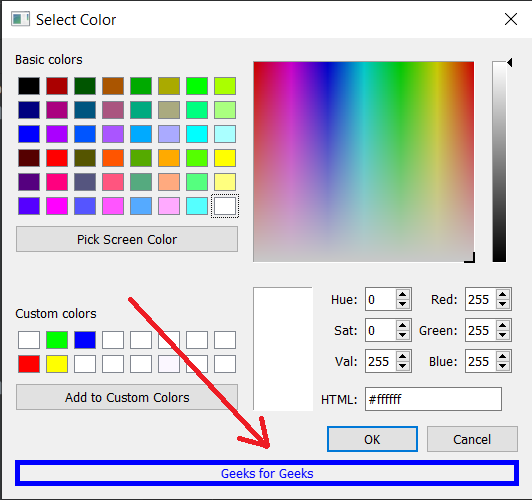 Select Color
Basic colors
Pick Screen Color
Custom colors
Add to Custom Colors
Hue: 0 Red: 255
Sat: 0 Green: 255
Val: 255 Blue: 255
HTML: #ffffff
OK Cancel
Geeks for Geeks